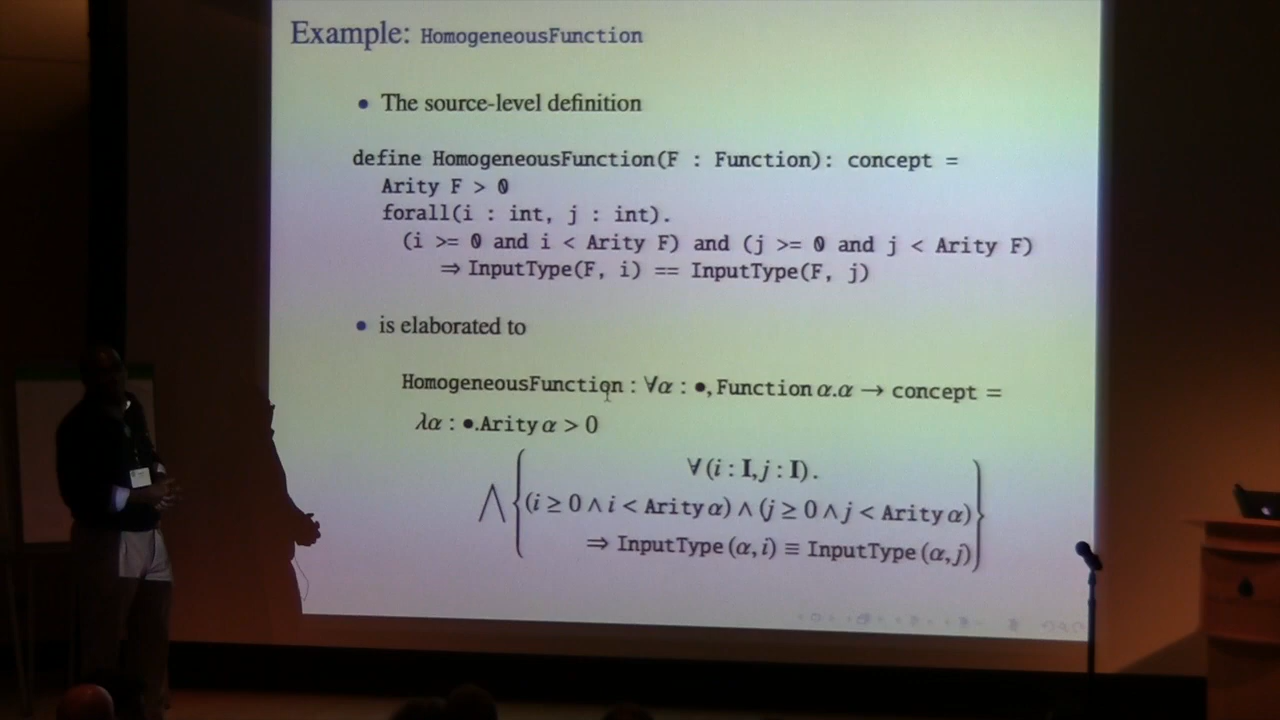 Example: HomogeneousFunction
• The source-level definition
define HomogeneousFunction(F : Function): concept =
Arity F > 0
forall(i : int, j : int).
(i >= 0 and i < Arity F) and (j >= 0 and j < Arity F)
⇒ InputType(F, i) == InputType(F, j)
• is elaborated to
HomogeneousFunction : ∀α : •, Function α.α → concept =
λα : •.Arity α > 0
∀(i : I, j : I).
∧ {(i ≥ 0 ∧ i < Arity α) ∧ (j ≥ 0 ∧ j < Arity α)}
⇒ InputType (α, i) ≡ InputType (α, j)